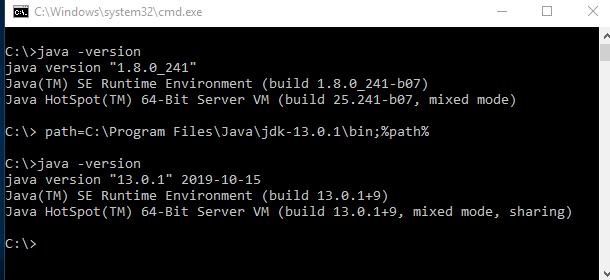 C:\Windows\system32\cmd.exe
C:\>java -version
java version "1.8.0_241"
Java(TM) SE Runtime Environment (build 1.8.0_241-b07)
Java HotSpot(TM) 64-Bit Server VM (build 25.241-b07, mixed mode)
C:\> path=C:\Program Files\Java\jdk-13.0.1\bin;%path%
C:\>java -version
java version "13.0.1" 2019-10-15
Java(TM) SE Runtime Environment (build 13.0.1+9)
Java HotSpot(TM) 64-Bit Server VM (build 13.0.1+9, mixed mode, sharing)
C:\>